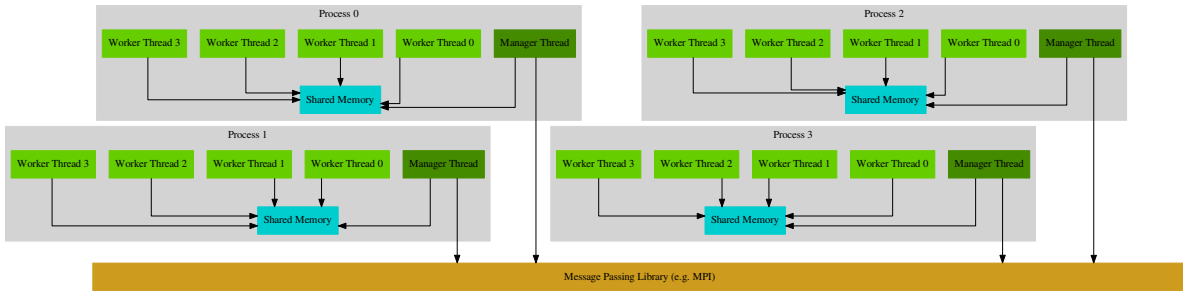 Process 0
Worker Thread 3
Worker Thread 2
Worker Thread 1
Worker Thread 0
Manager Thread
Shared Memory
Process 2
Worker Thread 3
Worker Thread 2
Worker Thread 1
Worker Thread 0
Manager Thread
Shared Memory
Process 1
Worker Thread 3
Worker Thread 2
Worker Thread 1
Worker Thread 0
Manager Thread
Shared Memory
Process 3
Worker Thread 3
Worker Thread 2
Worker Thread 1
Worker Thread 0
Manager Thread
Shared Memory
Message Passing Library (e.g. MPI)